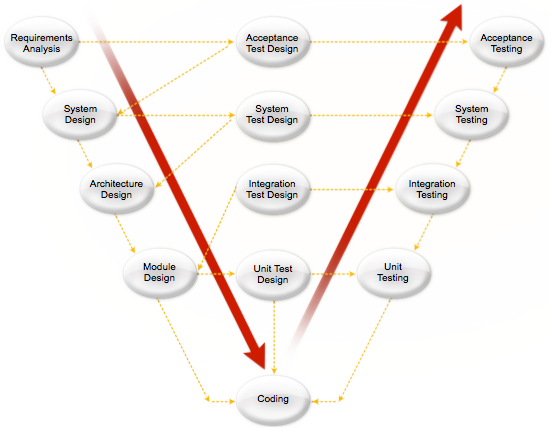 Requirements
Analysis
Acceptance
Test Design
Acceptance
Testing
System
Design
System
Test Design
System
Testing
Architecture
Design
Integration
Test Design
Integration
Testing
Module
Design
Unit Test
Design
Unit
Testing
Coding